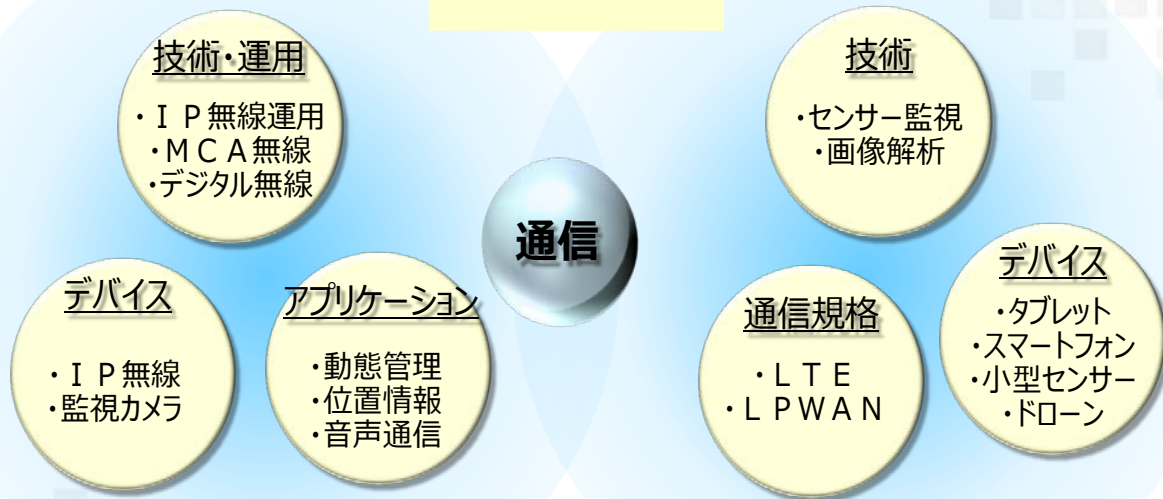 技術・運用
・ＩＰ無線運用
・ＭＣＡ無線
・デジタル無線
デバイス
・ＩＰ無線
・監視カメラ
アプリケーション
・動態管理
・位置情報
・音声通信
通信
技術
・センサー監視
・画像解析
通信規格
・ＬＴＥ
・ＬＰＷＡＮ
デバイス
・タブレット
・スマートフォン
・小型センサー
・ドローン